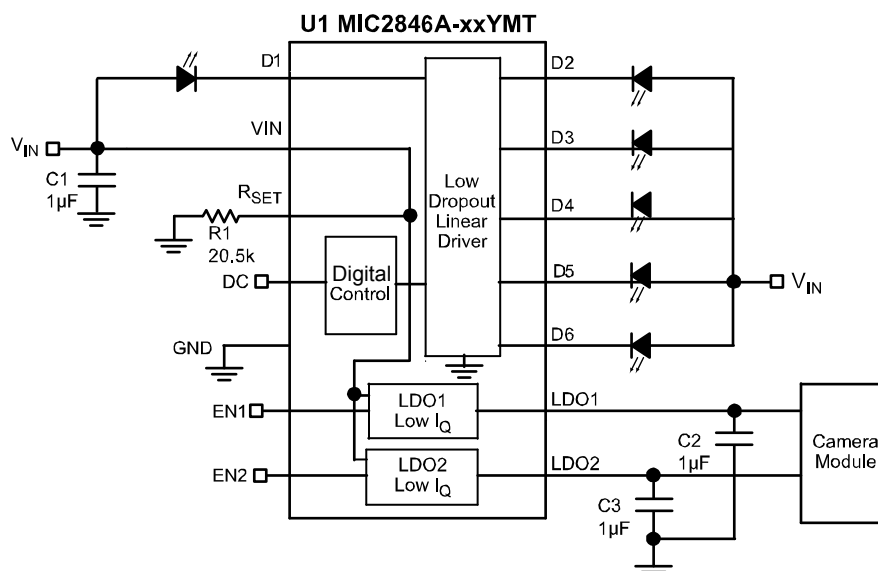 U1 MIC2846A-xxYMT
D1
D2
VIN
D3
VIN
C1
1µF
RSET
Low
Dropout
Linear
Driver
D4
R1
20.5k
DC
Digital
Control
D5
VIN
GND
D6
EN1
LDO1
Low IQ
LDO1
C2
1µF
Camera
Module
EN2
LDO2
Low IQ
LDO2
C3
1µF